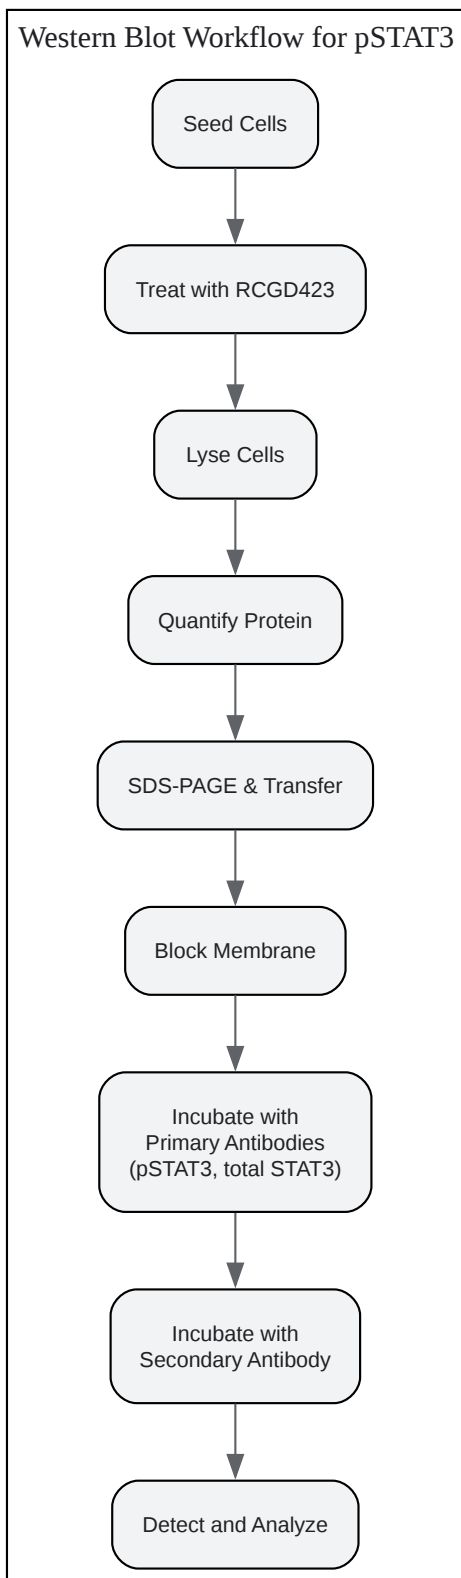 Western Blot Workflow for pSTAT3
Seed Cells
Treat with RCGD423
Lyse Cells
Quantify Protein
SDS-PAGE & Transfer
Block Membrane
Incubate with
Primary Antibodies
(pSTAT3, total STAT3)
Incubate with
Secondary Antibody
Detect and Analyze